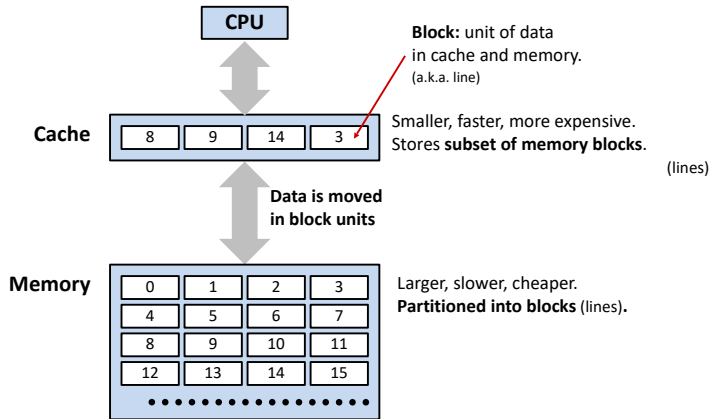 CPU
Block: unit of data
in cache and memory.
(a.k.a. line)
Cache
8 9 14 3
Smaller, faster, more expensive.
Stores subset of memory blocks.
(lines)
Data is moved
in block units
Memory
0 1 2 3
4 5 6 7
8 9 10 11
12 13 14 15
Larger, slower, cheaper.
Partitioned into blocks (lines).